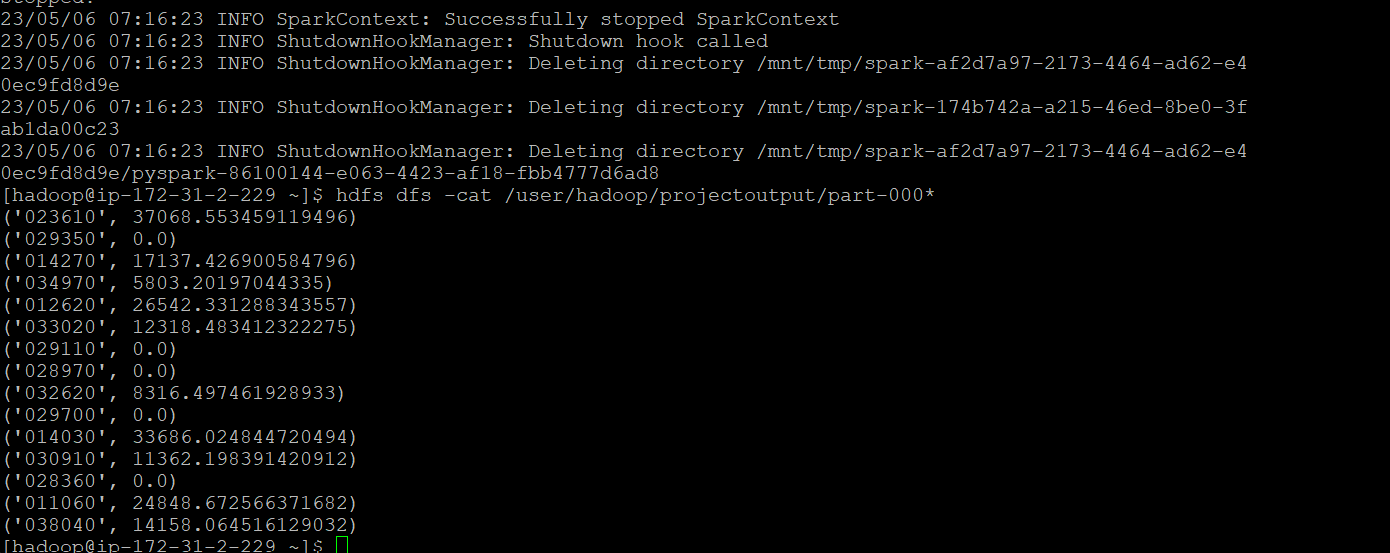 stopped!
23/05/06 07:16:23 INFO SparkContext: Successfully stopped SparkContext
23/05/06 07:16:23 INFO ShutdownHookManager: Shutdown hook called
23/05/06 07:16:23 INFO ShutdownHookManager: Deleting directory /mnt/tmp/spark-af2d7a97-2173-4464-ad62-e4
0ec9fd8d9e
23/05/06 07:16:23 INFO ShutdownHookManager: Deleting directory /mnt/tmp/spark-174b742a-a215-46ed-8be0-3f
ab1da00c23
23/05/06 07:16:23 INFO ShutdownHookManager: Deleting directory /mnt/tmp/spark-af2d7a97-2173-4464-ad62-e4
0ec9fd8d9e/pyspark-86100144-e063-4423-af18-fbb4777d6ad8
[hadoop@ip-172-31-2-229 ~]$ hdfs dfs -cat /user/hadoop/projectoutput/part-000*
('023610', 37068.553459119496)
('029350', 0.0)
('014270', 17137.426900584796)
('034970', 5803.20197044335)
('012620', 26542.331288343557)
('033020', 12318.483412322275)
('029110', 0.0)
('028970', 0.0)
('032620', 8316.497461928933)
('029700', 0.0)
('014030', 33686.024844720494)
('030910', 11362.198391420912)
('028360', 0.0)
('011060', 24848.672566371682)
('038040', 14158.064516129032)
[hadoop@ip-172-31-2-229 ~]$